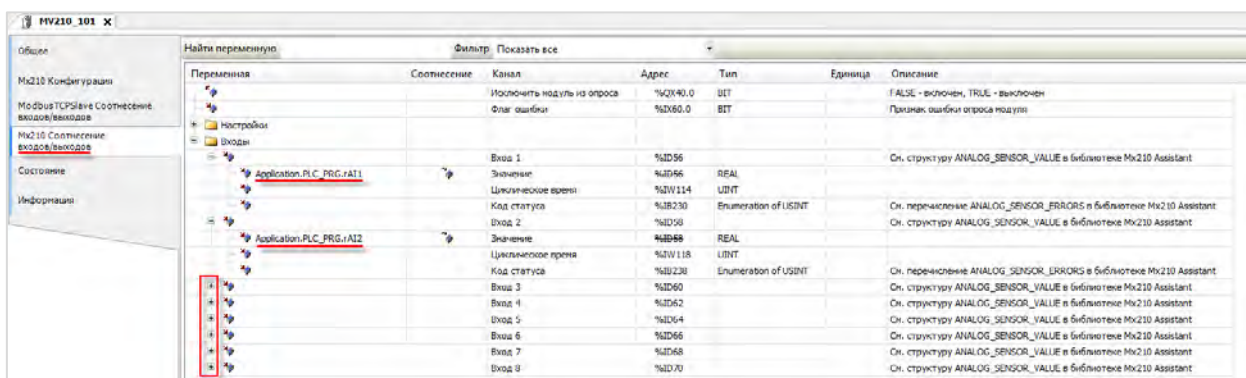 MV210_101 X
Общее
Mx210 Конфигурация
ModbusTCPSlave Соотнесение
входов/выходов
Mx210 Соотнесение
входов/выходов
Состояние
Информация
Найти переменную Фильтр Показать все
Переменная Соотнесение Канал Адрес Тип Единица Описание
Исключить модуль из опроса %QX40.0 BIT FALSE - включен, TRUE - выключен
Флаг ошибки %IX60.0 BIT Признак ошибки опроса модуля
Настройки
Входы
Вход 1 %ID56 См. структуру ANALOG_SENSOR_VALUE в библиотеке Mx210 Assistant
Application.PLC_PRG.rAI1 Значение %ID56 REAL
Циклическое время %IW114 UINT
Код статуса %IB230 Enumeration of USINT См. перечисление ANALOG_SENSOR_ERRORS в библиотеке Mx210 Assistant
Вход 2 %ID58 См. структуру ANALOG_SENSOR_VALUE в библиотеке Mx210 Assistant
Application.PLC_PRG.rAI2 Значение %ID58 REAL
Циклическое время %IW118 UINT
Код статуса %IB238 Enumeration of USINT См. перечисление ANALOG_SENSOR_ERRORS в библиотеке Mx210 Assistant
Вход 3 %ID60 См. структуру ANALOG_SENSOR_VALUE в библиотеке Mx210 Assistant
Вход 4 %ID62 См. структуру ANALOG_SENSOR_VALUE в библиотеке Mx210 Assistant
Вход 5 %ID64 См. структуру ANALOG_SENSOR_VALUE в библиотеке Mx210 Assistant
Вход 6 %ID66 См. структуру ANALOG_SENSOR_VALUE в библиотеке Mx210 Assistant
Вход 7 %ID68 См. структуру ANALOG_SENSOR_VALUE в библиотеке Mx210 Assistant
Вход 8 %ID70 См. структуру ANALOG_SENSOR_VALUE в библиотеке Mx210 Assistant